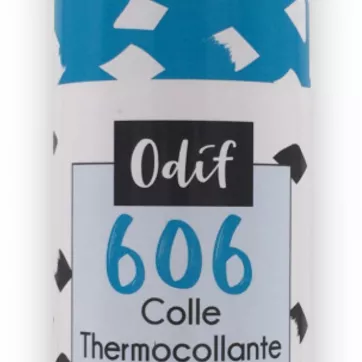 Odif
606
Colle
Thermocollante